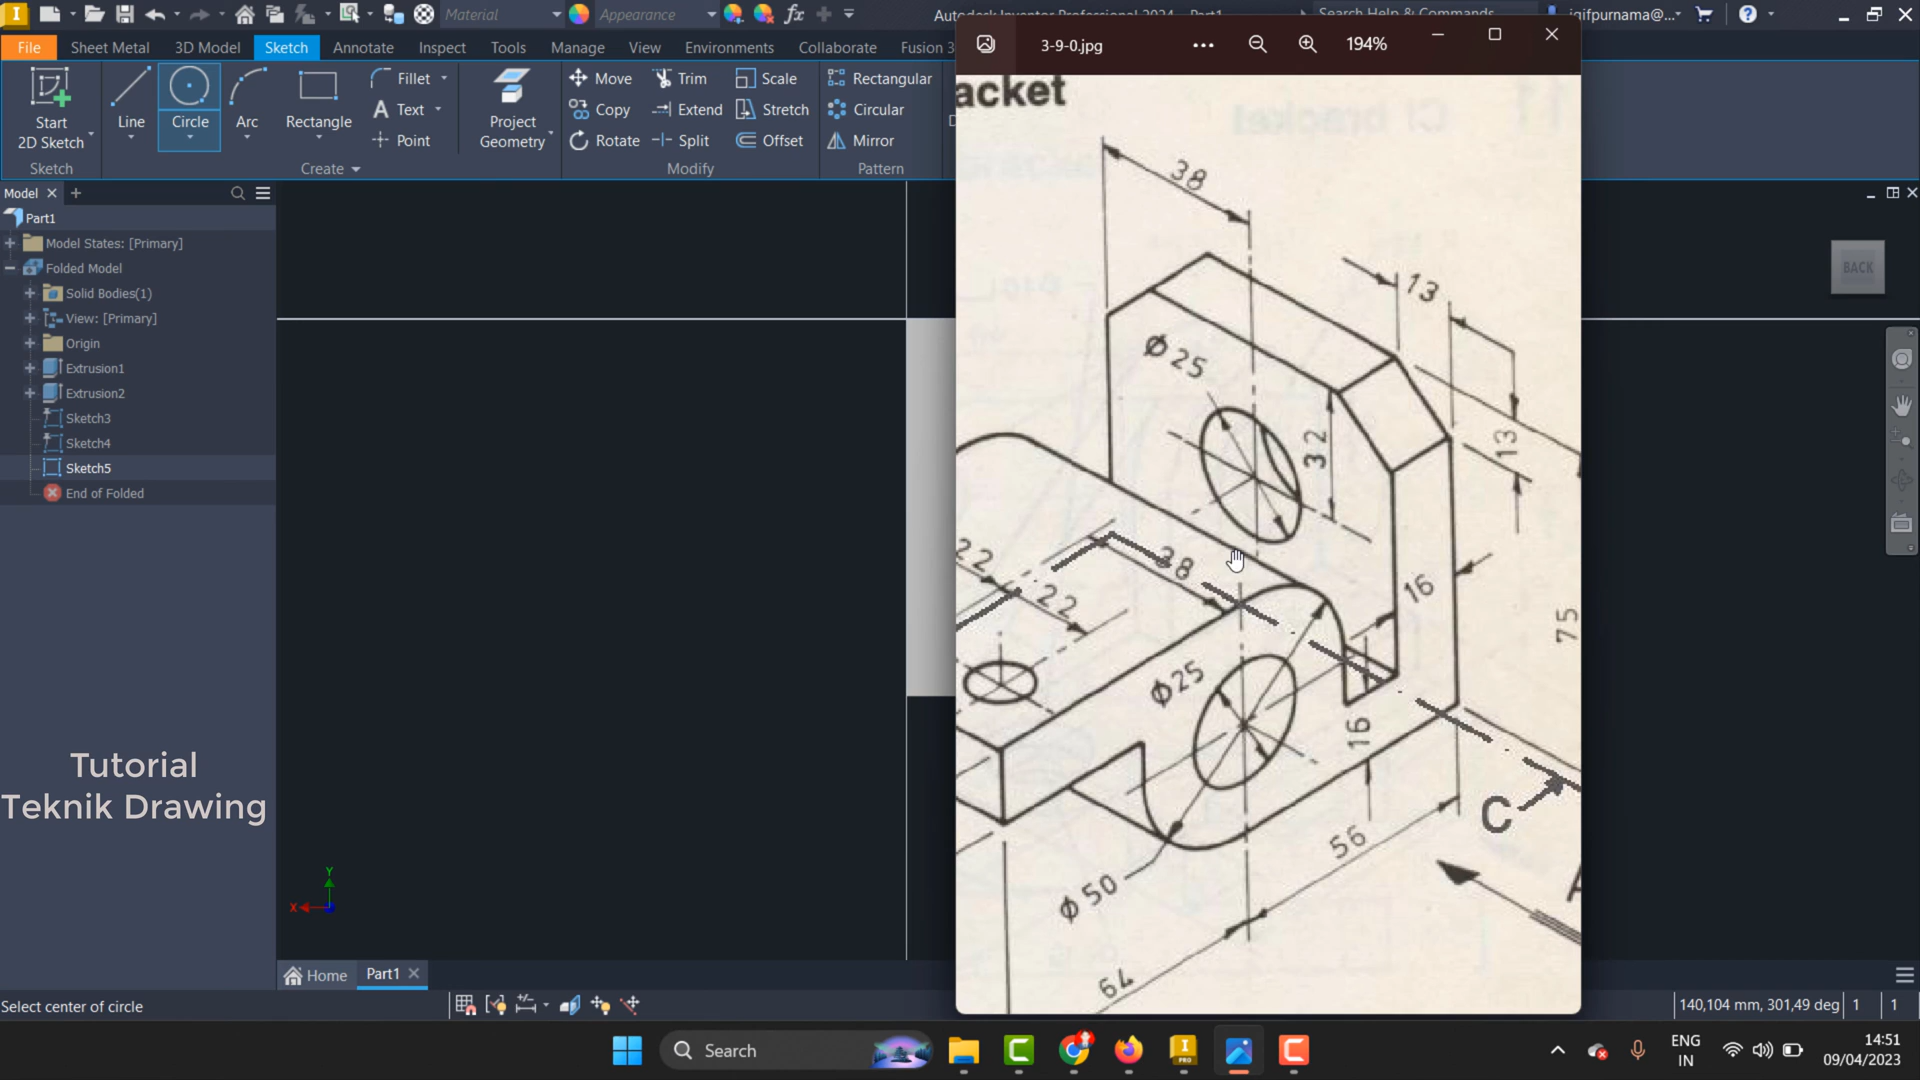 Material
Appearance
Autodesk Inventor Professional 2024 Part1
Search Help & Commands...
iqifpurnama@...
File
Sheet Metal
3D Model
Sketch
Annotate
Inspect
Tools
Manage
View
Environments
Collaborate
Fusion 3
Start
2D Sketch
Line
Circle
Arc
Rectangle
Fillet
Text
Point
Project
Geometry
Move
Copy
Rotate
Trim
Extend
Split
Scale
Stretch
Offset
Rectangular
Circular
Mirror
Sketch
Create
Modify
Pattern
Model
Part1
Model States: [Primary]
Folded Model
Solid Bodies(1)
View: [Primary]
Origin
Extrusion1
Extrusion2
Sketch3
Sketch4
Sketch5
End of Folded
Tutorial
Teknik Drawing
Y
X
BACK
3-9-0.jpg
194%
acket
38
13
Φ 25
32
13
22
38
22
16
75
Φ25
16
C
56
Φ 50
64
Home
Part1
Select center of circle
140,104 mm, 301,49 deg
1
1
Search
PRO
ENG
IN
14:51
09/04/2023